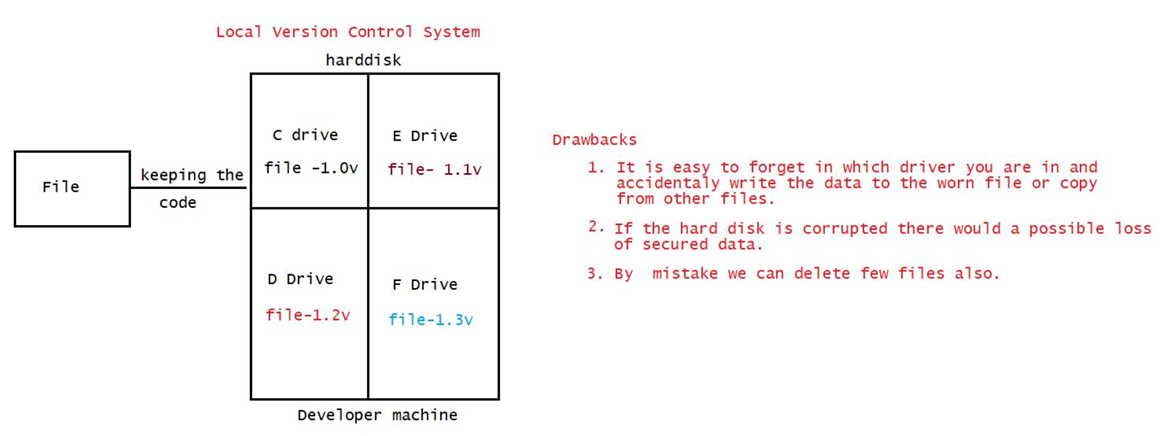 Local Version Control System
harddisk
File
keeping the
code
C drive
file -1.0v
E Drive
file- 1.1v
D Drive
file-1.2v
F Drive
file-1.3v
Developer machine
Drawbacks
1. It is easy to forget in which driver you are in and
accidentaly write the data to the worn file or copy
from other files.
2. If the hard disk is corrupted there would a possible loss
of secured data.
3. By mistake we can delete few files also.